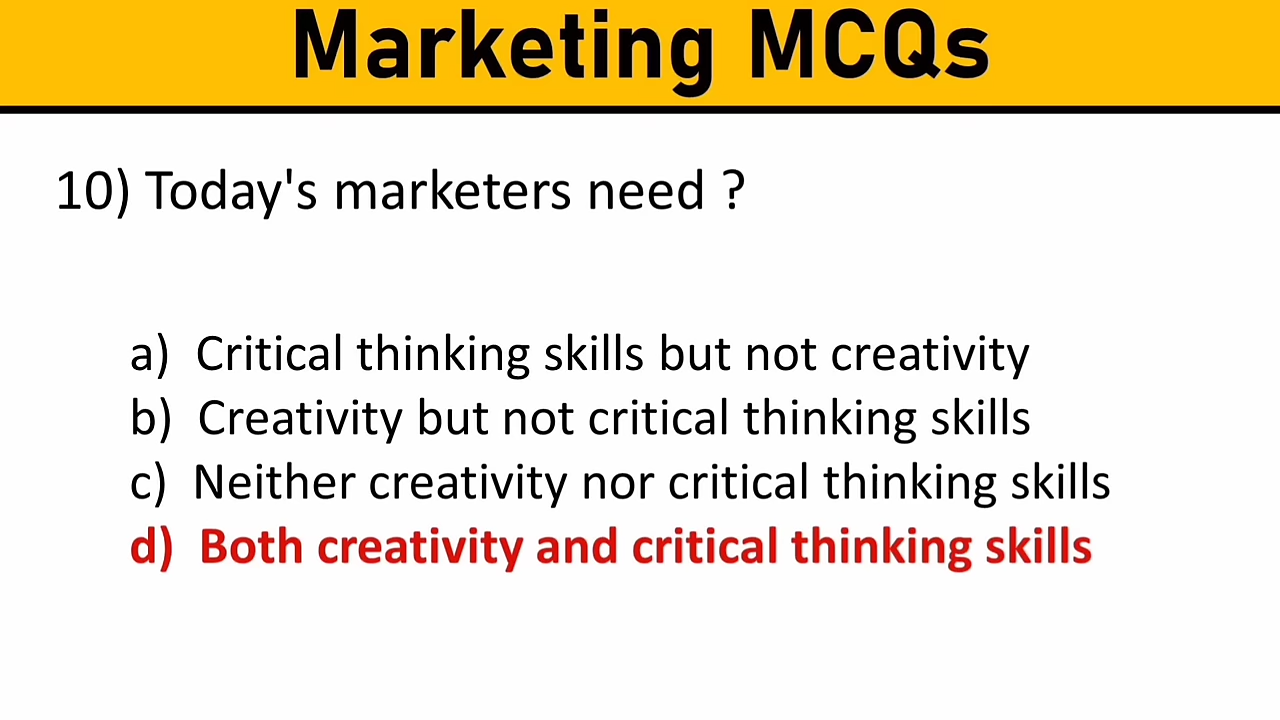 Marketing MCQs
10) Today's marketers need ?
a) Critical thinking skills but not creativity
b) Creativity but not critical thinking skills
c) Neither creativity nor critical thinking skills
d) Both creativity and critical thinking skills